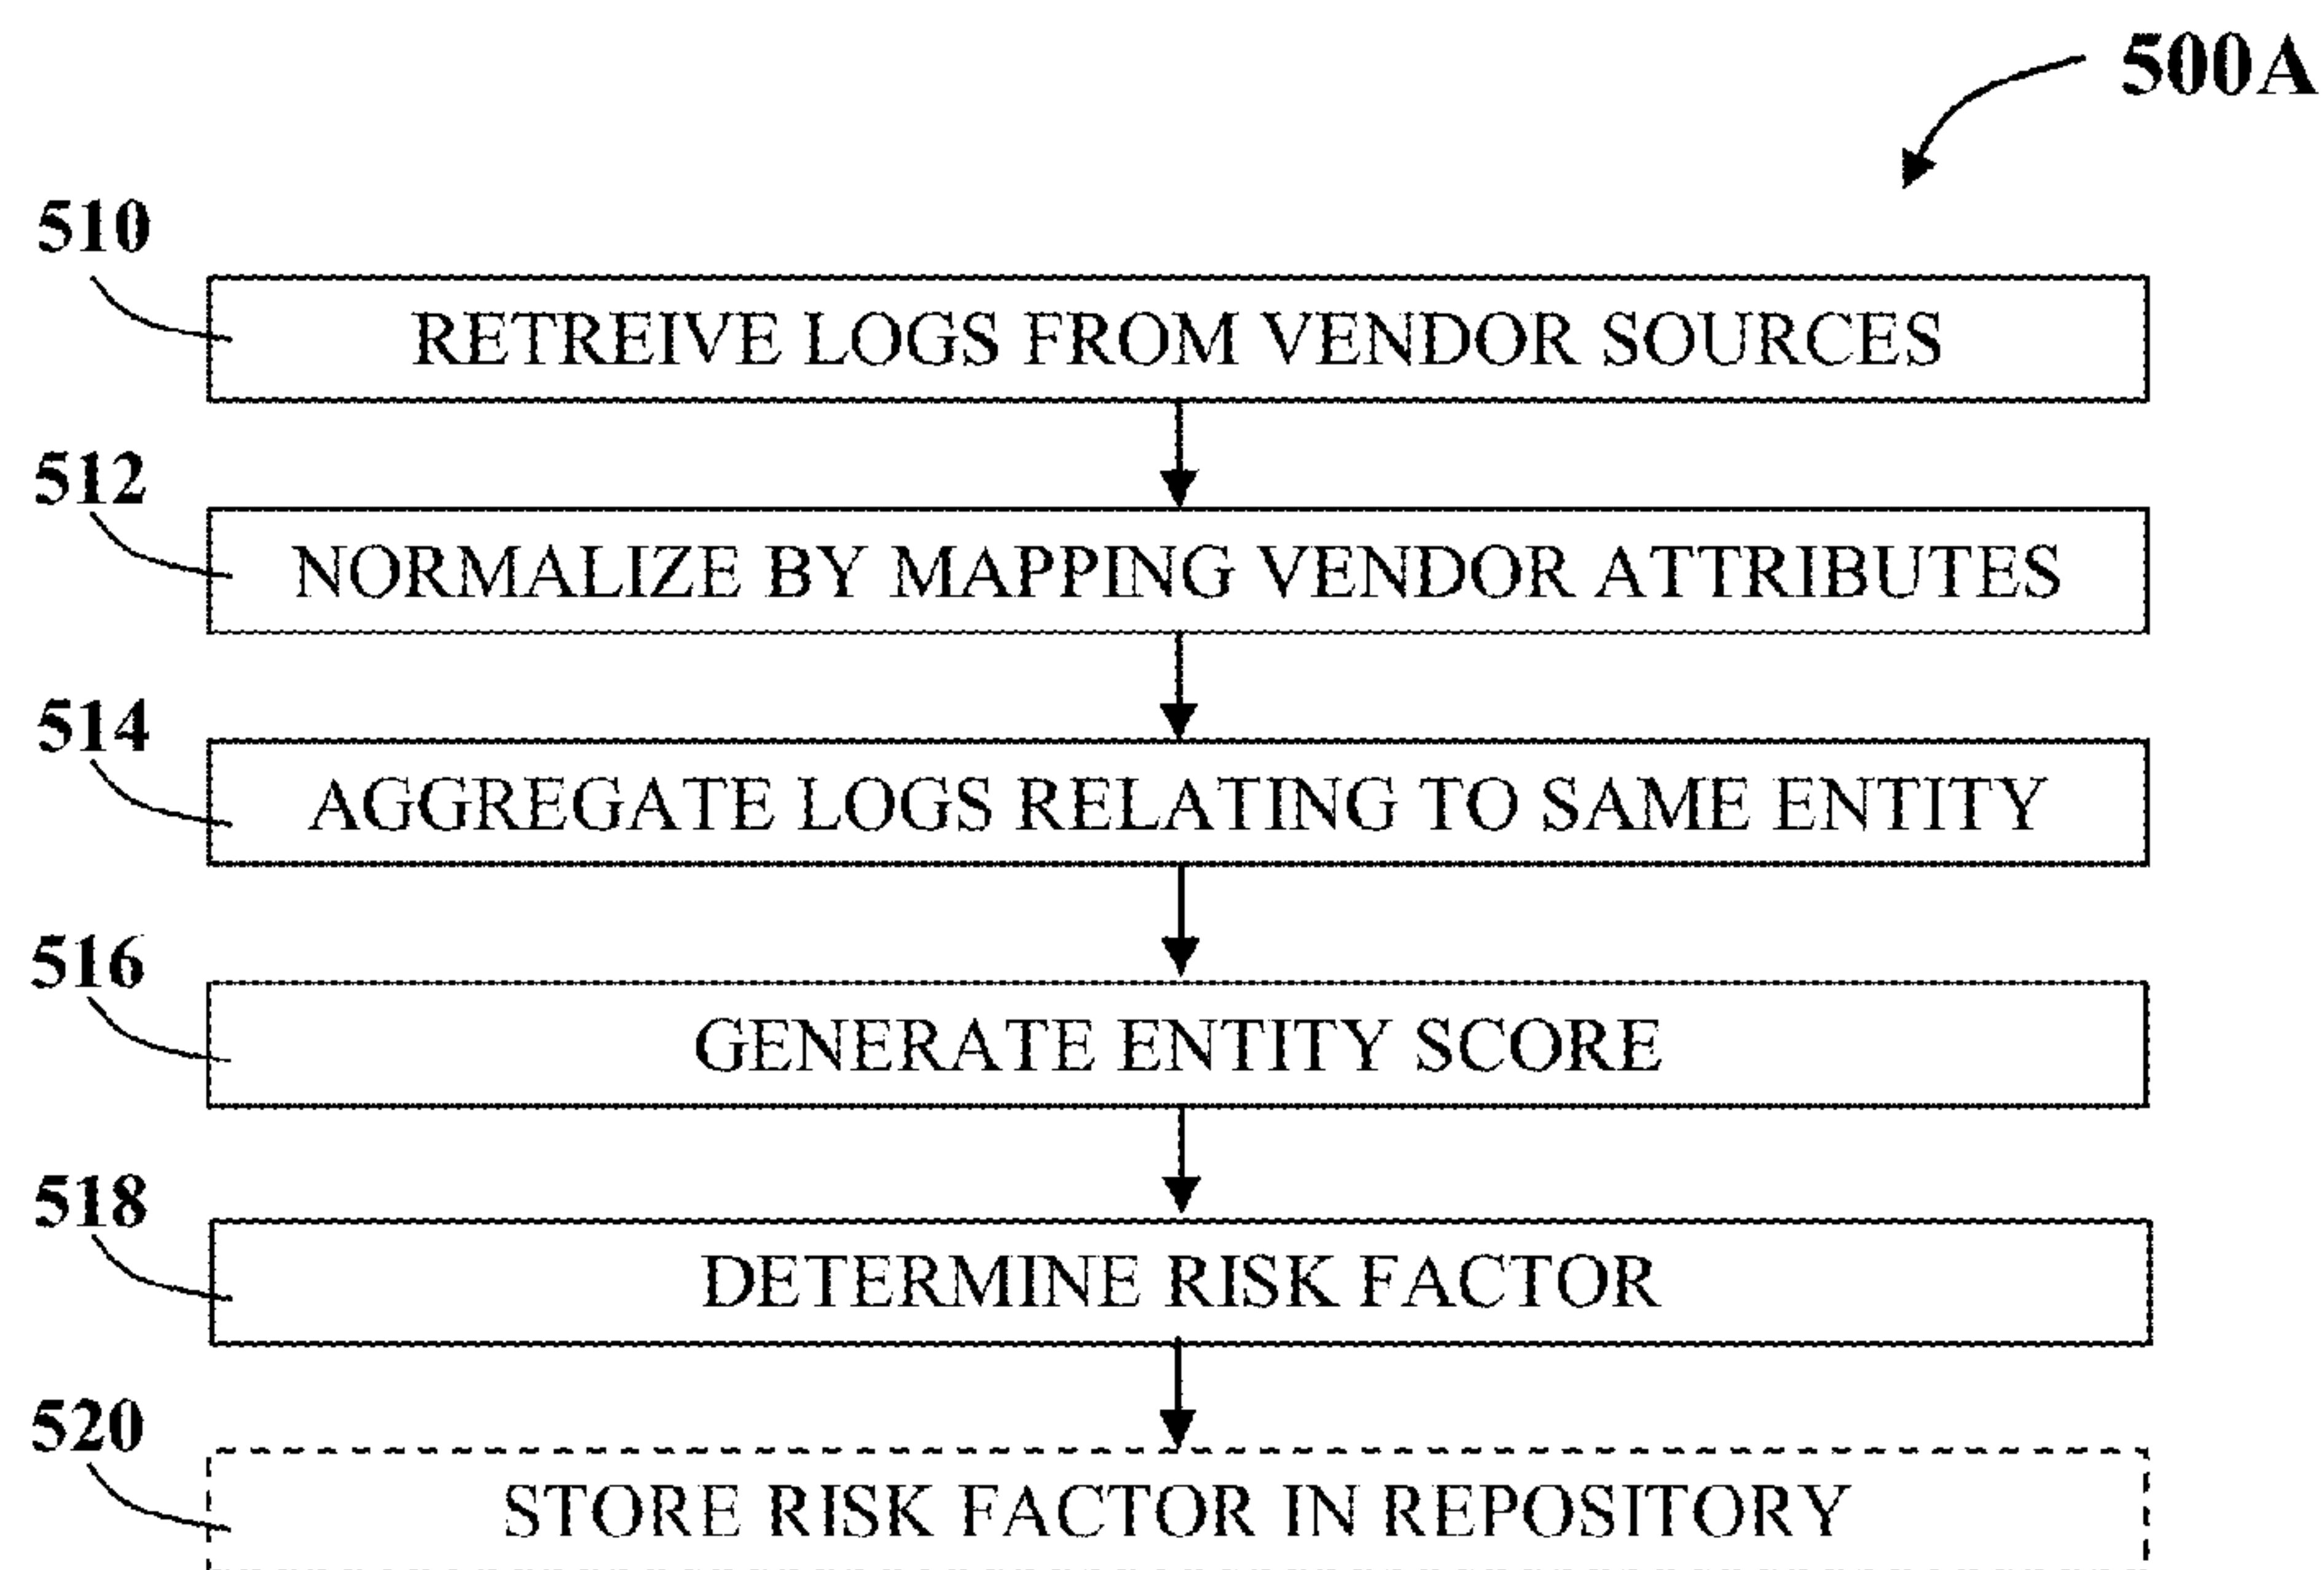 500A
510
RETREIVE LOGS FROM VENDOR SOURCES
512
NORMALIZE BY MAPPING VENDOR ATTRIBUTES
514
AGGREGATE LOGS RELATING TO SAME ENTITY
516
GENERATE ENTITY SCORE
518
DETERMINE RISK FACTOR
520
STORE RISK FACTOR IN REPOSITORY